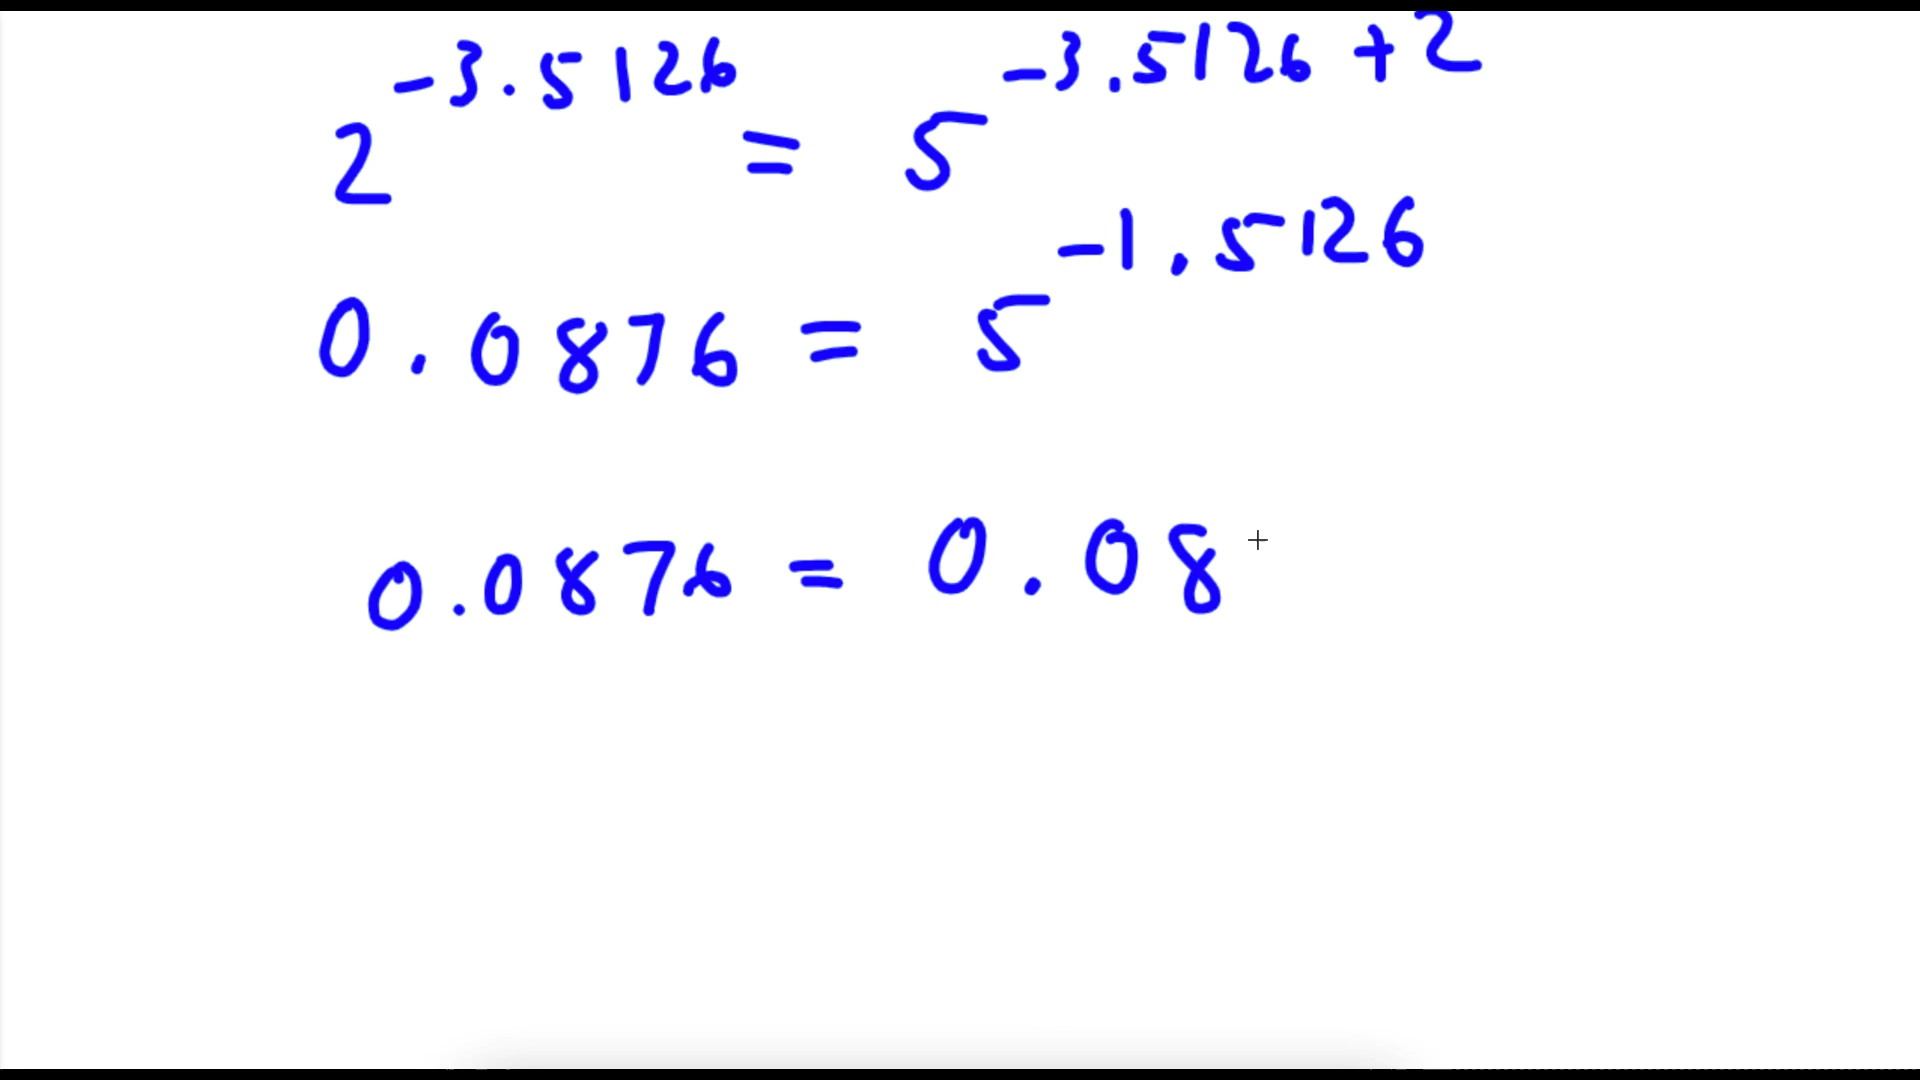 2^-3.5126 = 5^-3.5126+2
0.0876 = 5^-1.5126
0.0876 = 0.08